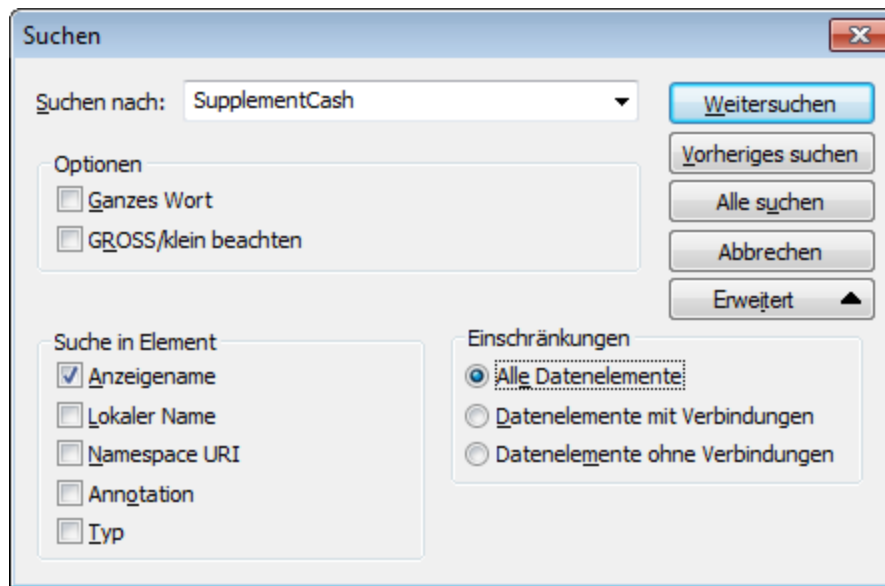 Suchen
Suchen nach: SupplementCash
Weitersuchen
Vorheriges suchen
Alle suchen
Abbrechen
Erweitert
Optionen
Ganzes Wort
GROSS/klein beachten
Suche in Element
Anzeigename
Lokaler Name
Namespace URI
Annotation
Typ
Einschränkungen
Alle Datenelemente
Datenelemente mit Verbindungen
Datenelemente ohne Verbindungen